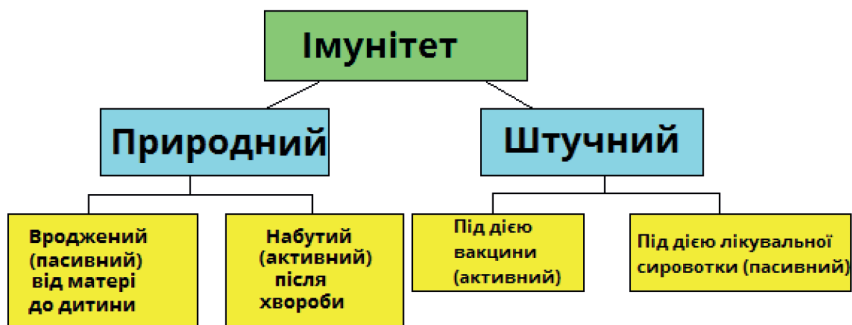 Імунітет
Природний
Штучний
Вроджений
(пасивний)
від матері
до дитини
Набутий
(активний)
після
хвороби
Під дією
вакцини
(активний)
Під дією лікувальної
сировотки (пасивний)